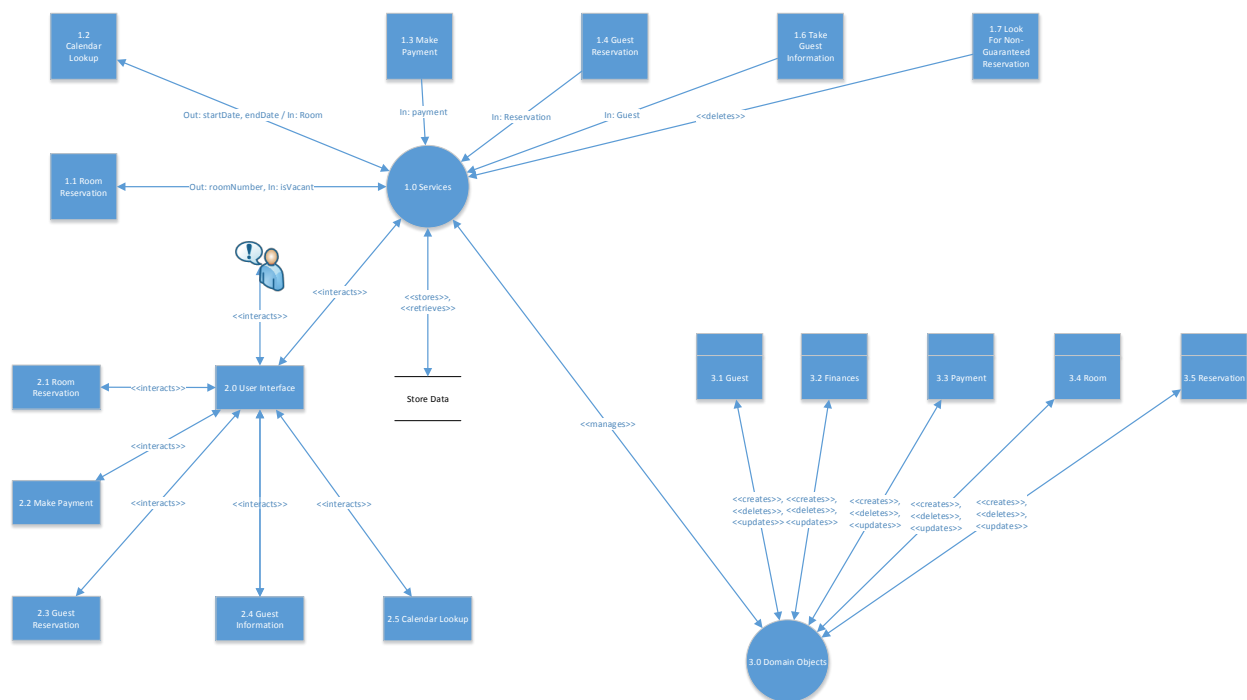 1.2
Calendar
Lookup
1.3 Make
Payment
1.4 Guest
Reservation
1.6 Take
Guest
Information
1.7 Look
For Non-
Guaranteed
Reservation
Out: startDate, endDate / In: Room
In: payment
In: Reservation
In: Guest
<<deletes>>
1.1 Room
Reservation
Out: roomNumber, In: isVacant
1.0 Services
!
<<interacts>>
<<interacts>>
<<stores>>,
<<retrieves>>
2.1 Room
Reservation
<<interacts>>
2.0 User Interface
Store Data
3.1 Guest
3.2 Finances
3.3 Payment
3.4 Room
3.5 Reservation
<<manages>>
<<interacts>>
2.2 Make Payment
<<interacts>>
<<interacts>>
<<interacts>>
<<creates>>,
<<deletes>>,
<<updates>>
<<creates>>,
<<deletes>>,
<<updates>>
<<creates>>,
<<deletes>>,
<<updates>>
<<creates>>,
<<deletes>>,
<<updates>>
<<creates>>,
<<deletes>>,
<<updates>>
2.3 Guest
Reservation
2.4 Guest
Information
2.5 Calendar Lookup
3.0 Domain Objects